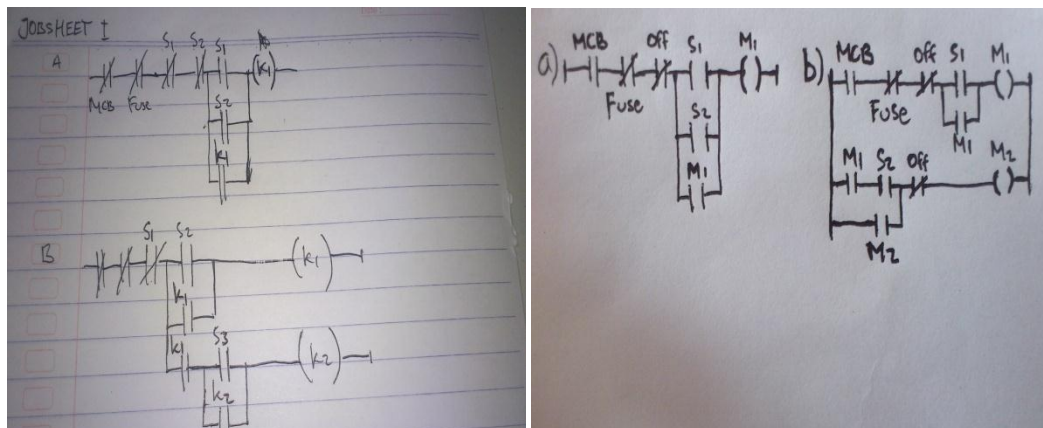 JOBSHEET I
A
S1 S2 S1
k1
MCB Fuse
S2
k1
B
S1 S2
k1
k1
k1 S3
k2
k2
a) MCB Off S1 M1
Fuse
S2
M1
b) MCB Off S1 M1
Fuse
M1
M1 S2 Off M2
M2